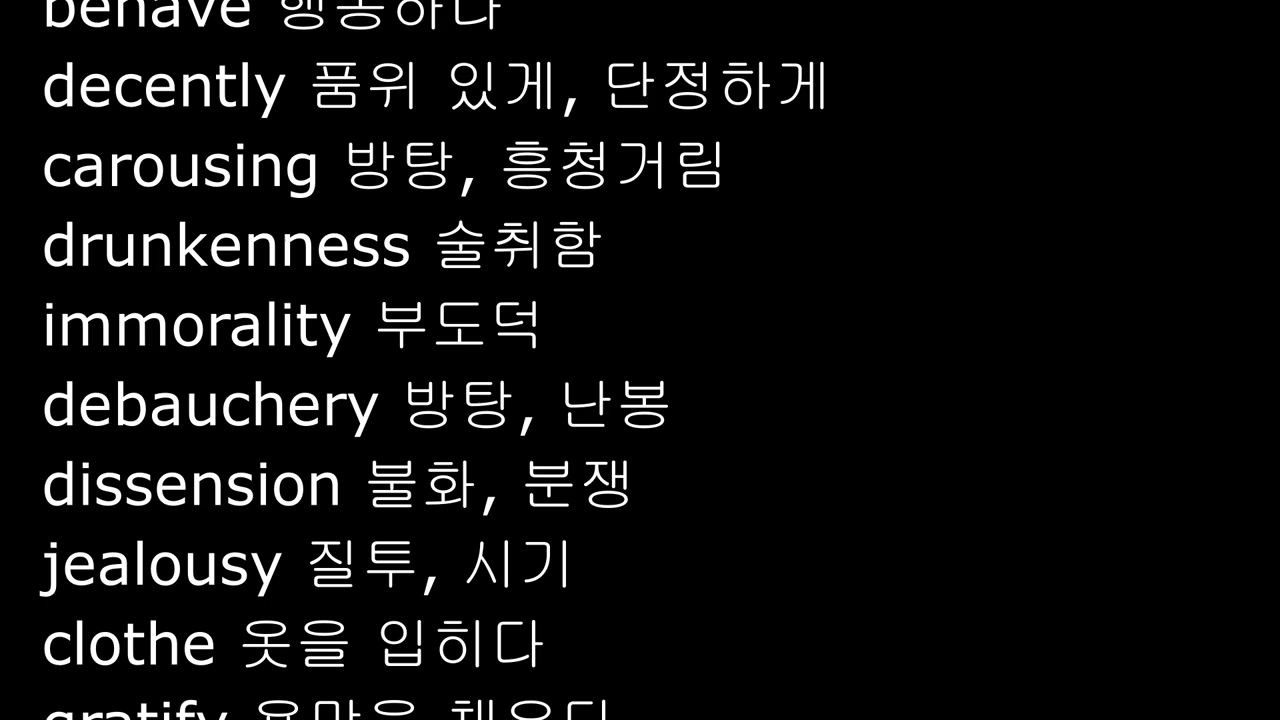 behave 행동하다
decently 품위 있게, 단정하게
carousing 방탕, 흥청거림
drunkenness 술취함
immorality 부도덕
debauchery 방탕, 난봉
dissension 불화, 분쟁
jealousy 질투, 시기
clothe 옷을 입히다
gratify 욕망을 채우다